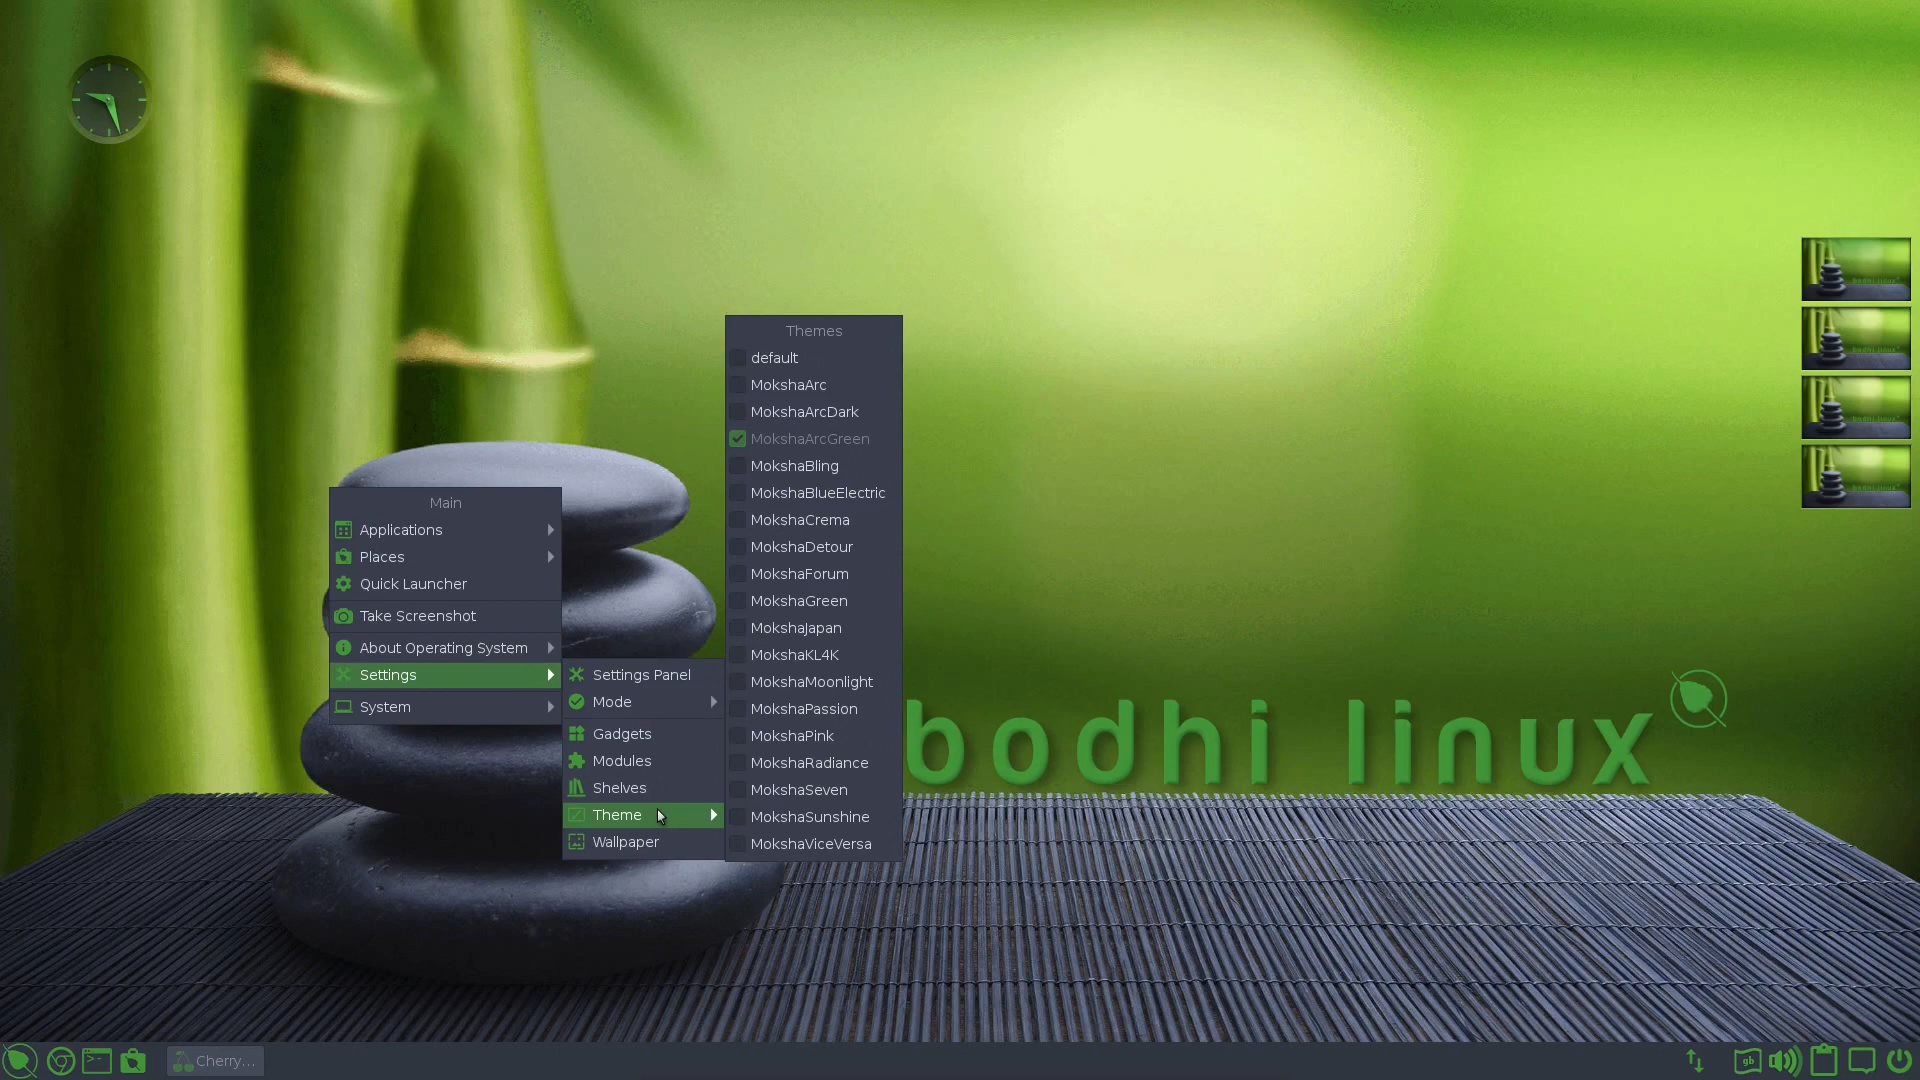 Themes
default
MokshaArc
MokshaArcDark
MokshaArcGreen
MokshaBling
MokshaBlueElectric
MokshaCrema
MokshaDetour
MokshaForum
MokshaGreen
MokshaJapan
MokshaKL4K
MokshaMoonlight
MokshaPassion
MokshaPink
MokshaRadiance
MokshaSeven
MokshaSunshine
MokshaViceVersa
Main
Applications
Places
Quick Launcher
Take Screenshot
About Operating System
Settings
System
Settings Panel
Mode
Gadgets
Modules
Shelves
Theme
Wallpaper
bodhi linux
Cherry...
gb